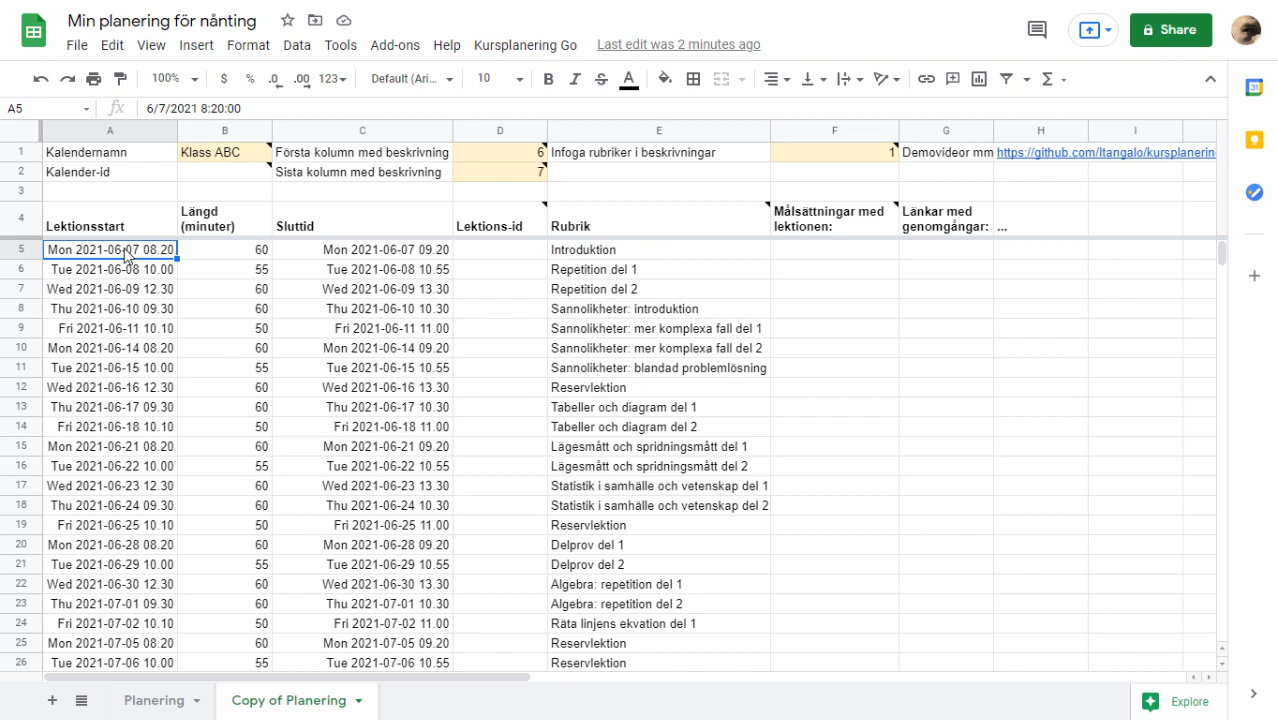 Min planering för nånting
File Edit View Insert Format Data Tools Add-ons Help Kursplanering Go Last edit was 2 minutes ago
Share
100% $ % .0 .00 123 Default (Ari... 10 B I S A Σ
A5 fx 6/7/2021 8:20:00
A B C D E F G H I
1 Kalendernamn Klass ABC Första kolumn med beskrivning 6 Infoga rubriker i beskrivningar 1 Demovideor mm https://github.com/Itangalo/kursplanerin
2 Kalender-id Sista kolumn med beskrivning 7
3
4 Lektionsstart Längd (minuter) Sluttid Lektions-id Rubrik Målsättningar med lektionen: Länkar med genomgångar: ...
5 Mon 2021-06-07 08.20 60 Mon 2021-06-07 09.20 Introduktion
6 Tue 2021-06-08 10.00 55 Tue 2021-06-08 10.55 Repetition del 1
7 Wed 2021-06-09 12.30 60 Wed 2021-06-09 13.30 Repetition del 2
8 Thu 2021-06-10 09.30 60 Thu 2021-06-10 10.30 Sannolikheter: introduktion
9 Fri 2021-06-11 10.10 50 Fri 2021-06-11 11.00 Sannolikheter: mer komplexa fall del 1
10 Mon 2021-06-14 08.20 60 Mon 2021-06-14 09.20 Sannolikheter: mer komplexa fall del 2
11 Tue 2021-06-15 10.00 55 Tue 2021-06-15 10.55 Sannolikheter: blandad problemlösning
12 Wed 2021-06-16 12.30 60 Wed 2021-06-16 13.30 Reservlektion
13 Thu 2021-06-17 09.30 60 Thu 2021-06-17 10.30 Tabeller och diagram del 1
14 Fri 2021-06-18 10.10 50 Fri 2021-06-18 11.00 Tabeller och diagram del 2
15 Mon 2021-06-21 08.20 60 Mon 2021-06-21 09.20 Lägesmått och spridningsmått del 1
16 Tue 2021-06-22 10.00 55 Tue 2021-06-22 10.55 Lägesmått och spridningsmått del 2
17 Wed 2021-06-23 12.30 60 Wed 2021-06-23 13.30 Statistik i samhälle och vetenskap del 1
18 Thu 2021-06-24 09.30 60 Thu 2021-06-24 10.30 Statistik i samhälle och vetenskap del 2
19 Fri 2021-06-25 10.10 50 Fri 2021-06-25 11.00 Reservlektion
20 Mon 2021-06-28 08.20 60 Mon 2021-06-28 09.20 Delprov del 1
21 Tue 2021-06-29 10.00 55 Tue 2021-06-29 10.55 Delprov del 2
22 Wed 2021-06-30 12.30 60 Wed 2021-06-30 13.30 Algebra: repetition del 1
23 Thu 2021-07-01 09.30 60 Thu 2021-07-01 10.30 Algebra: repetition del 2
24 Fri 2021-07-02 10.10 50 Fri 2021-07-02 11.00 Räta linjens ekvation del 1
25 Mon 2021-07-05 08.20 60 Mon 2021-07-05 09.20 Reservlektion
26 Tue 2021-07-06 10.00 55 Tue 2021-07-06 10.55 Reservlektion
+ Planering Copy of Planering Explore